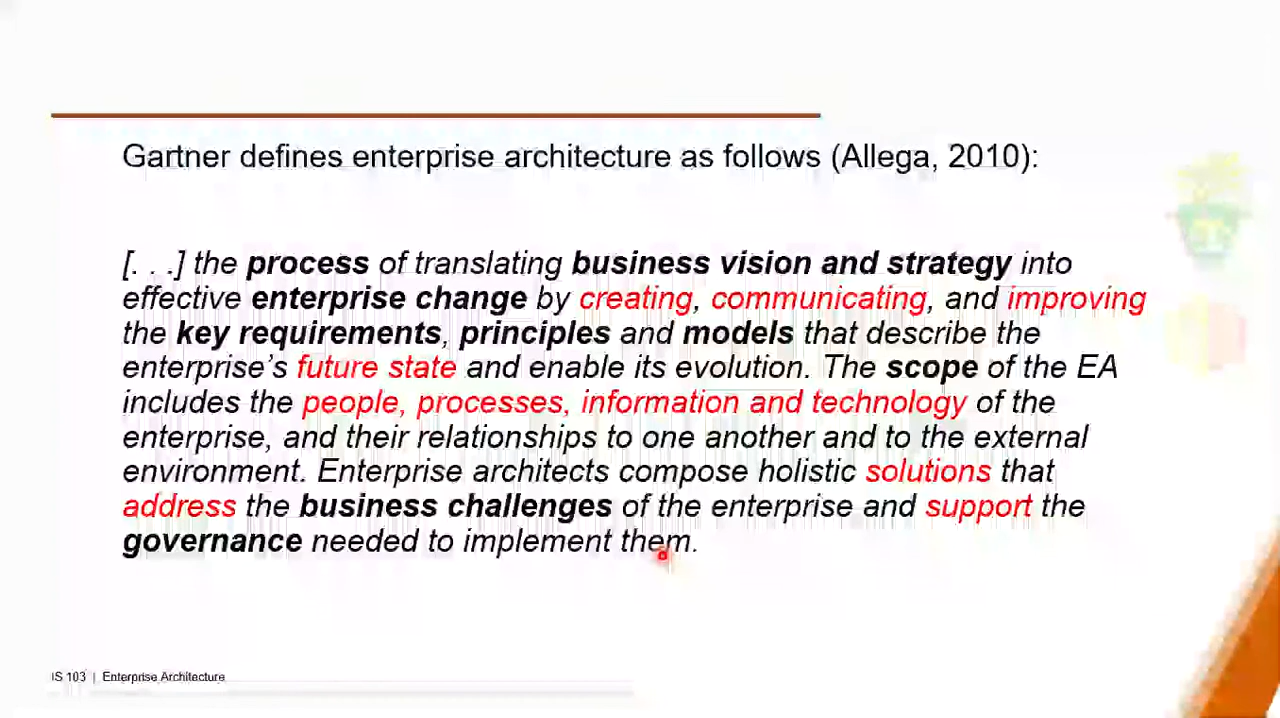 Gartner defines enterprise architecture as follows (Allega, 2010):
[. . .] the process of translating business vision and strategy into
effective enterprise change by creating, communicating, and improving
the key requirements, principles and models that describe the
enterprise’s future state and enable its evolution. The scope of the EA
includes the people, processes, information and technology of the
enterprise, and their relationships to one another and to the external
environment. Enterprise architects compose holistic solutions that
address the business challenges of the enterprise and support the
governance needed to implement them.
IS 103 | Enterprise Architecture